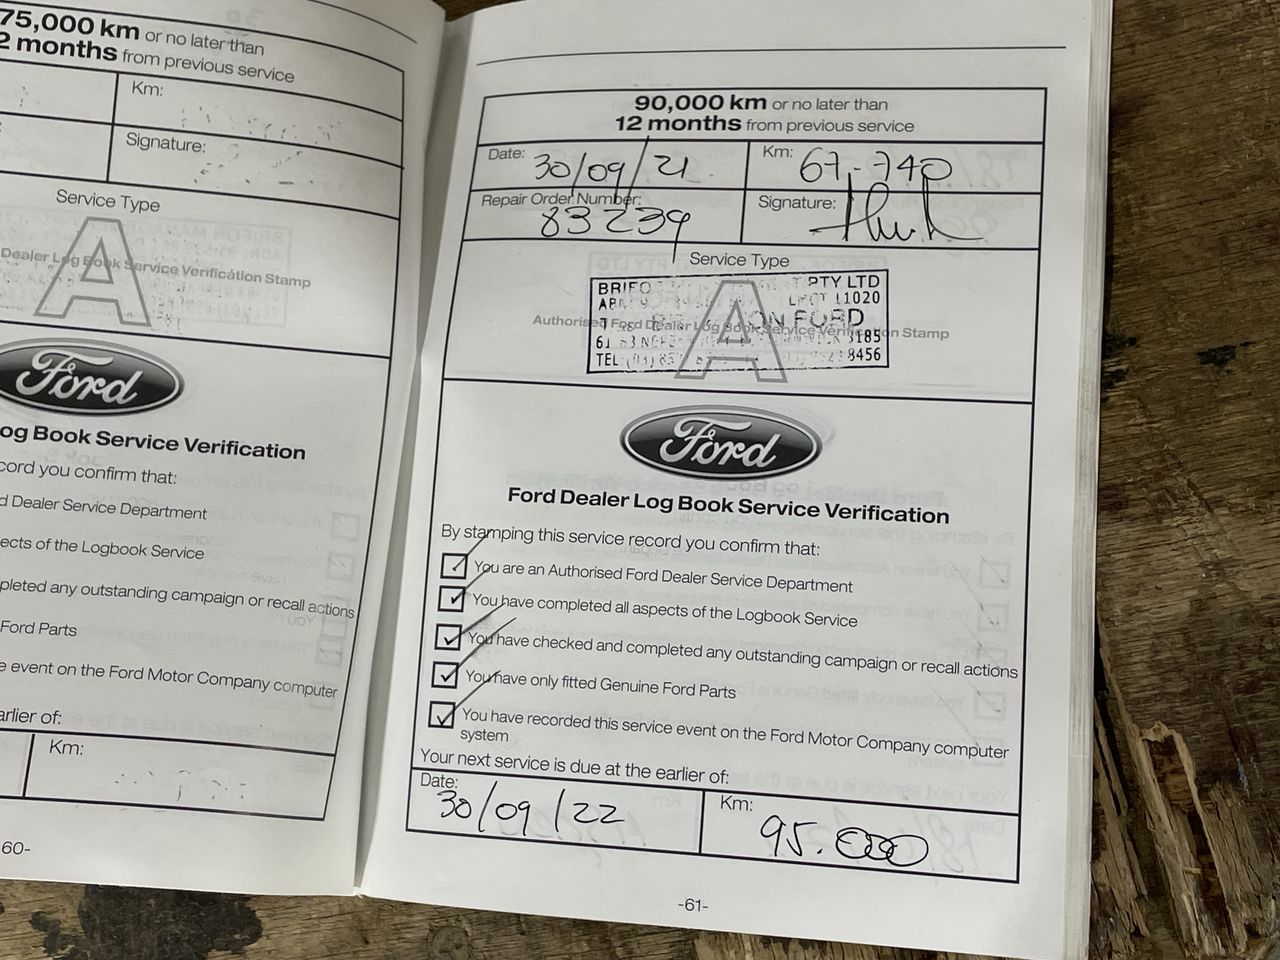 75,000 km or no later than
2 months from previous service
Km:
Signature:
Service Type
A
Dealer Log Book Service Verification Stamp
Ford
og Book Service Verification
cord you confirm that:
d Dealer Service Department
ects of the Logbook Service
pleted any outstanding campaign or recall actions
Ford Parts
e event on the Ford Motor Company computer
arlier of:
Km:
60-
90,000 km or no later than
12 months from previous service
Date: 30/09/21 Km: 67,740
Repair Order Number: 83239 Signature:
Service Type
A
PTY LTD
11020
Authorised Ford Dealer Log Book Service Verification Stamp
FORD
3185
TEL 8456
Ford
Ford Dealer Log Book Service Verification
By stamping this service record you confirm that:
You are an Authorised Ford Dealer Service Department
You have completed all aspects of the Logbook Service
You have checked and completed any outstanding campaign or recall actions
You have only fitted Genuine Ford Parts
You have recorded this service event on the Ford Motor Company computer
system
Your next service is due at the earlier of:
Date: 30/09/22 Km: 95.000
-61-